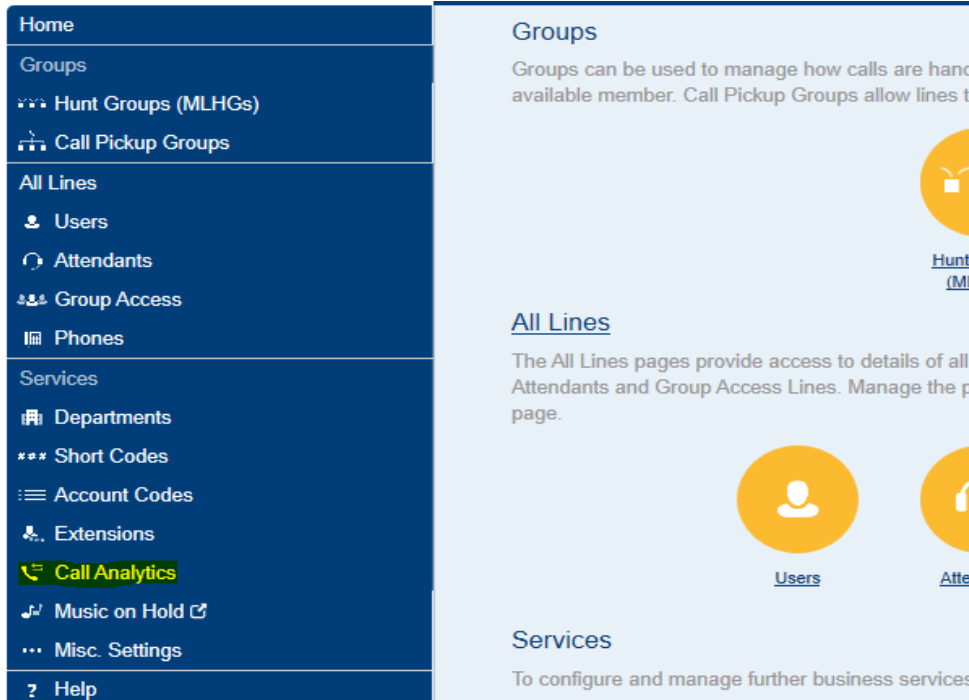 Home
Groups
Hunt Groups (MLHGs)
Call Pickup Groups
All Lines
Users
Attendants
Group Access
Phones
Services
Departments
*** Short Codes
Account Codes
Extensions
Call Analytics
Music on Hold
Misc. Settings
? Help
Groups
Groups can be used to manage how calls are
available member. Call Pickup Groups allow lines
Hunt
All Lines
The All Lines pages provide access to details of all
Attendants and Group Access Lines. Manage the
page.
Users
Services
To configure and manage further business services